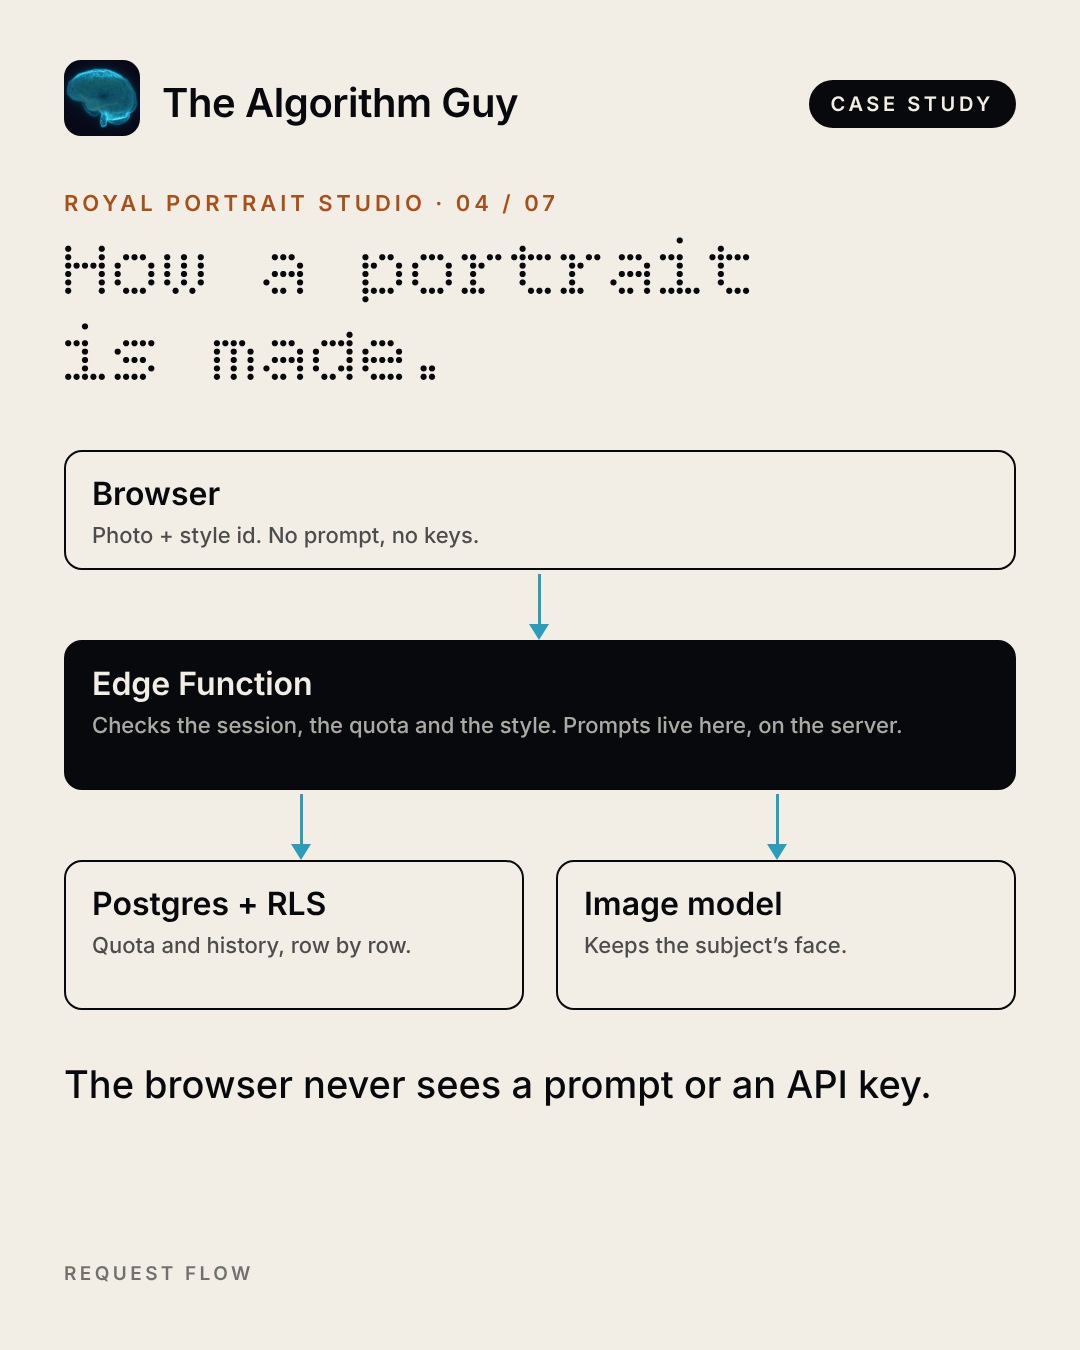 The Algorithm Guy
CASE STUDY
ROYAL PORTRAIT STUDIO · 04 / 07
How a portrait
is made.
Browser
Photo + style id. No prompt, no keys.
Edge Function
Checks the session, the quota and the style. Prompts live here, on the server.
Postgres + RLS
Quota and history, row by row.
Image model
Keeps the subject’s face.
The browser never sees a prompt or an API key.
REQUEST FLOW